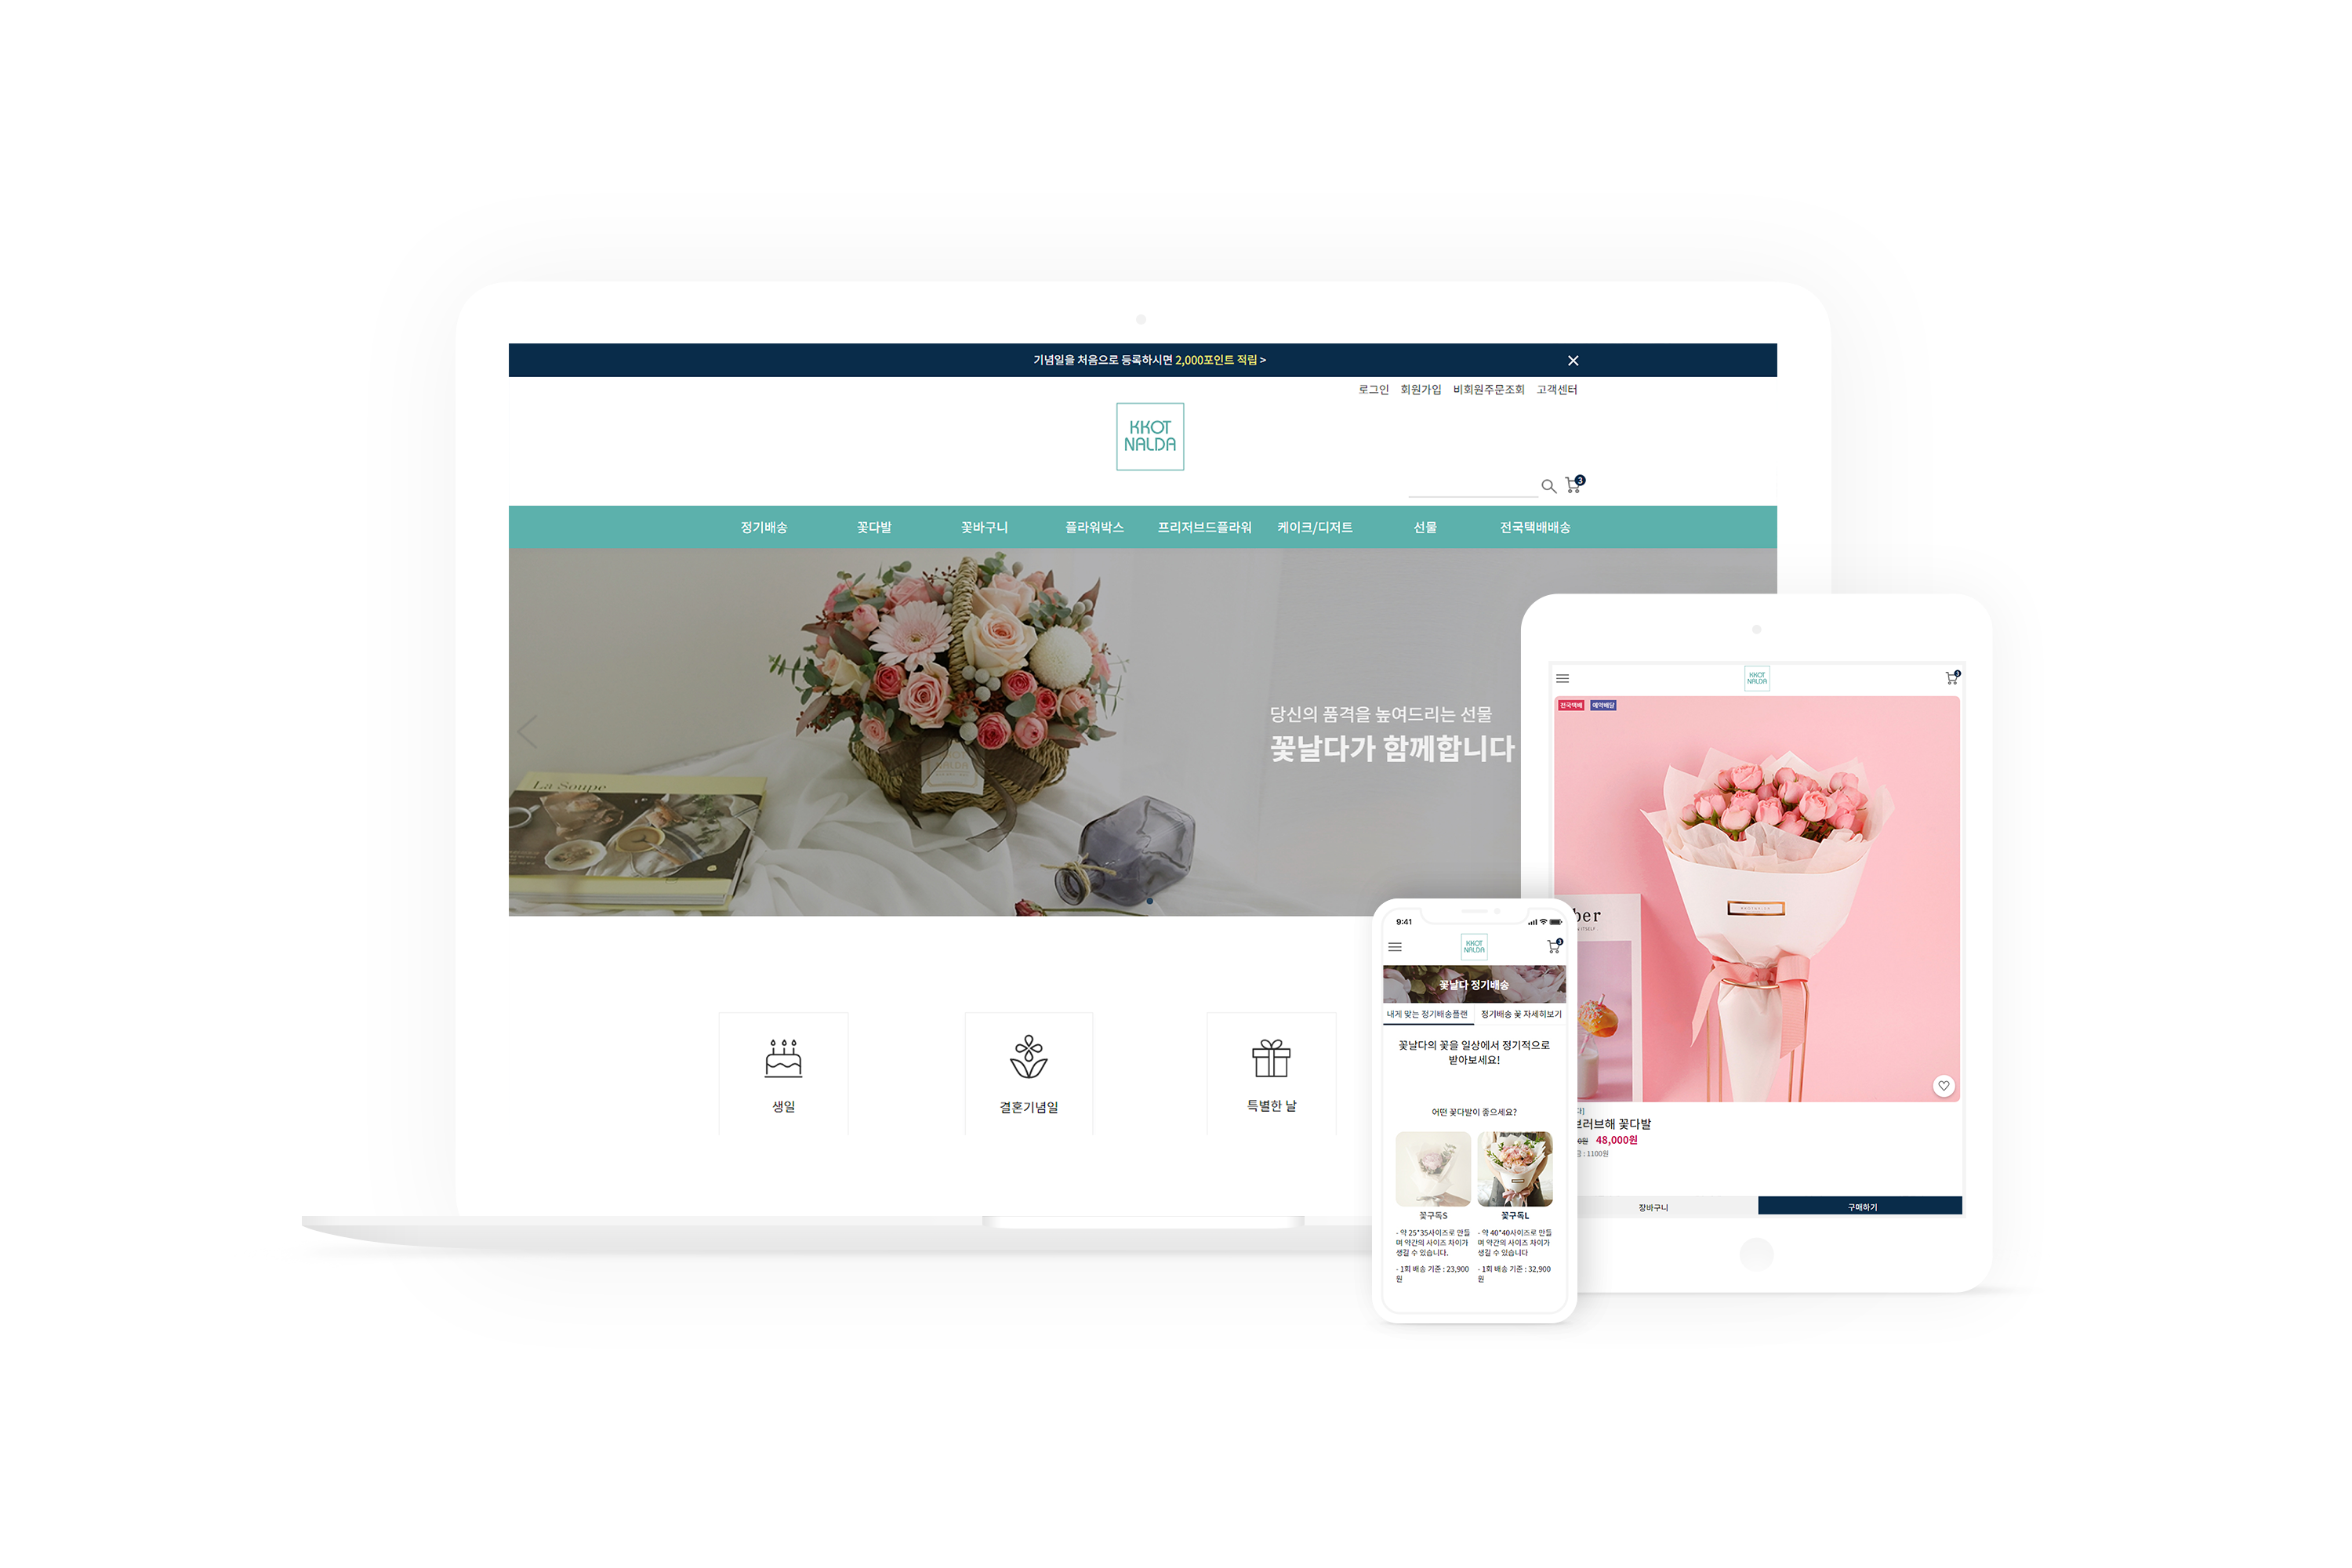 기념일을 처음으로 등록하시면 2,000포인트 적립 >
로그인 회원가입 비회원주문조회 고객센터
KKOT
NALDA
3
정기배송 꽃다발 꽃바구니 플라워박스 프리저브드플라워 케이크/디저트 선물 전국택배배송
당신의 품격을 높여드리는 선물
꽃날다가 함께합니다
La Soupe
NALDA
생일
결혼기념일
특별한 날
KKOT
NALDA
3
전국택배 예약배달
ber
N ITSELF.
다]
브러브해 꽃다발
0원 48,000원
: 1100원
장바구니
구매하기
9:41
KKOT
NALDA
3
꽃날다 정기배송
내게 맞는 정기배송플랜
정기배송 꽃 자세히보기
꽃날다의 꽃을 일상에서 정기적으로
받아보세요!
어떤 꽃다발이 좋으세요?
꽃구독S
- 약 25*35사이즈로 만들
며 약간의 사이즈 차이가
생길 수 있습니다.
- 1회 배송 기준 : 23,900
원
꽃구독L
- 약 40*40사이즈로 만들
며 약간의 사이즈 차이가
생길 수 있습니다
- 1회 배송 기준 : 32,900
원